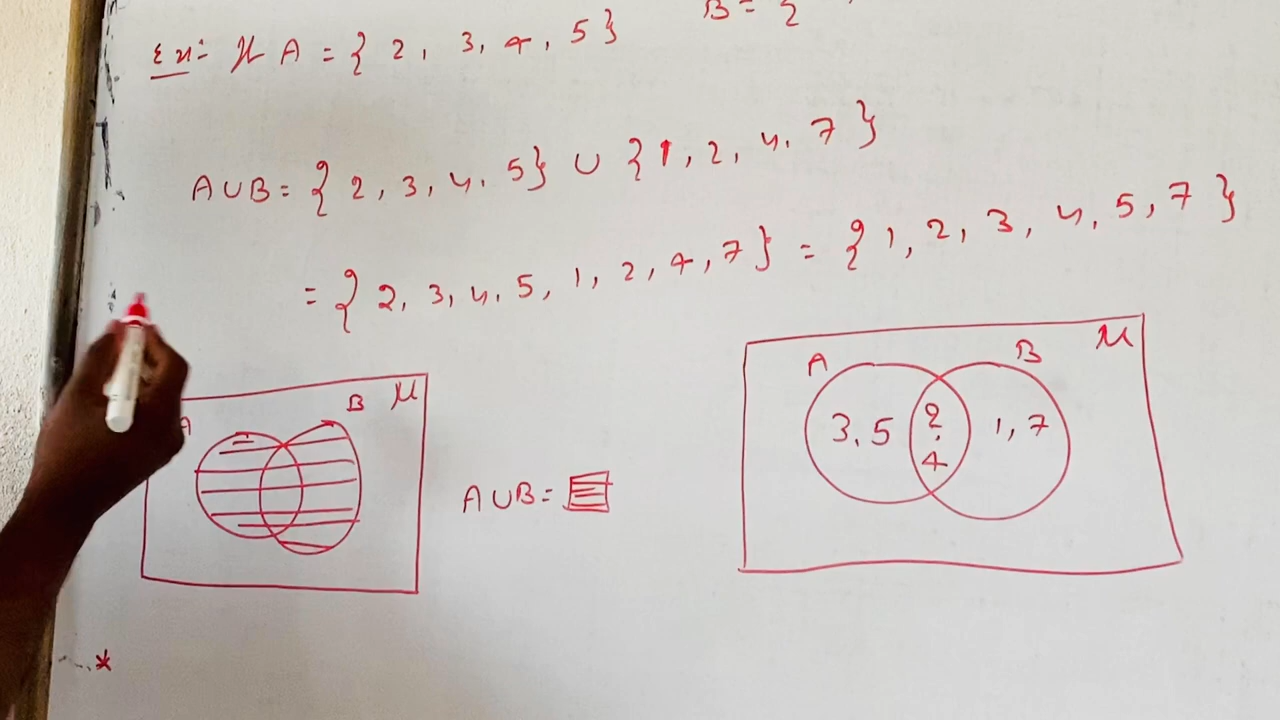 Ex:- If A = { 2, 3, 4, 5 } B = {
A∪B = { 2, 3, 4, 5 } ∪ { 1, 2, 4, 7 }
= { 2, 3, 4, 5, 1, 2, 4, 7 } = { 1, 2, 3, 4, 5, 7 }
A B μ
A∪B =
A B μ
3, 5 2, 4 1, 7
*